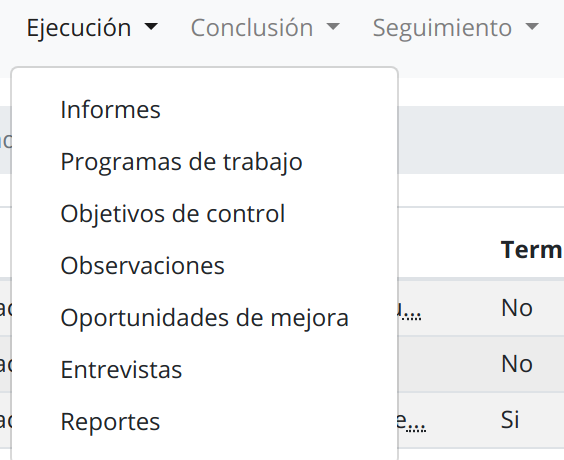 Ejecución Conclusión Seguimiento
Informes
Programas de trabajo
Objetivos de control
Term
Observaciones
Oportunidades de mejora
No
Entrevistas
No
Reportes
Si